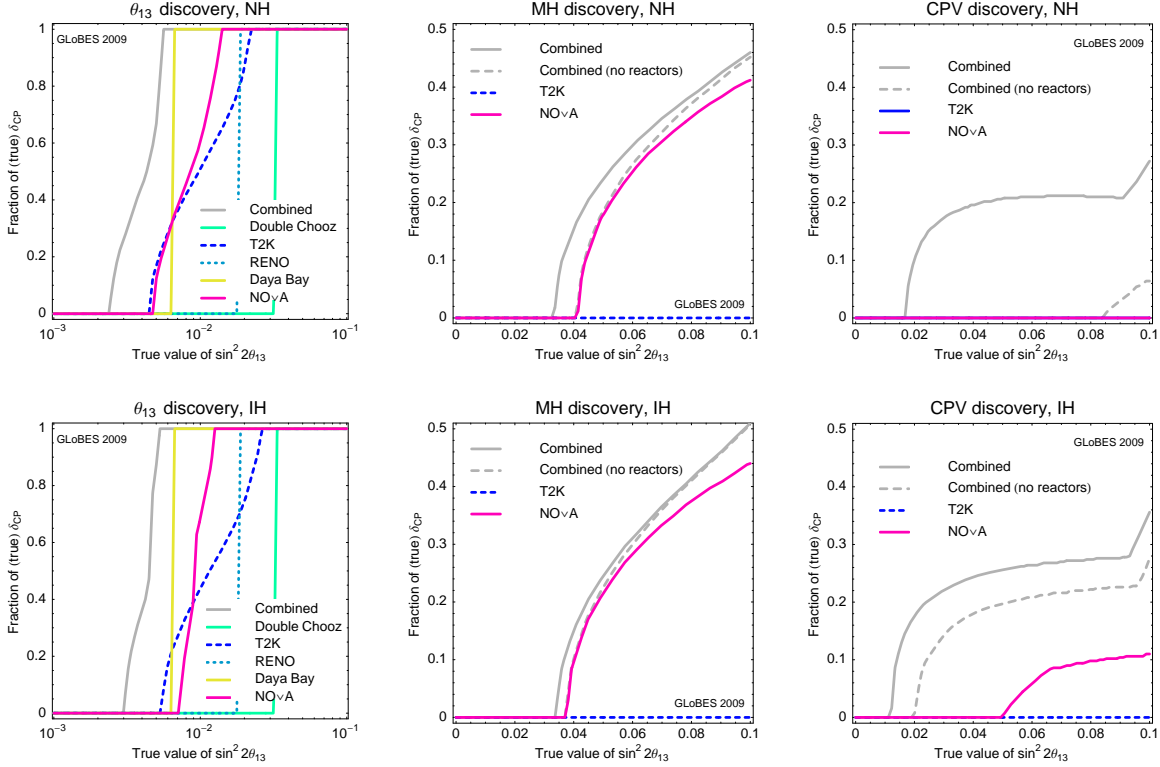 θ₁₃ discovery, NH
GLoBES 2009
Fraction of (true) δCP
1
0.8
0.6
0.4
0.2
0
Combined
Double Chooz
T2K
RENO
Daya Bay
NOνA
10⁻³ 10⁻² 10⁻¹
True value of sin² 2θ₁₃
MH discovery, NH
Fraction of (true) δCP
0.5
0.4
0.3
0.2
0.1
0
Combined
Combined (no reactors)
T2K
NOνA
GLoBES 2009
0 0.02 0.04 0.06 0.08 0.1
True value of sin² 2θ₁₃
CPV discovery, NH
GLoBES 2009
Fraction of (true) δCP
0.5
0.4
0.3
0.2
0.1
0
Combined
Combined (no reactors)
T2K
NOνA
0 0.02 0.04 0.06 0.08 0.1
True value of sin² 2θ₁₃
θ₁₃ discovery, IH
GLoBES 2009
Fraction of (true) δCP
1
0.8
0.6
0.4
0.2
0
Combined
Double Chooz
T2K
RENO
Daya Bay
NOνA
10⁻³ 10⁻² 10⁻¹
True value of sin² 2θ₁₃
MH discovery, IH
Fraction of (true) δCP
0.5
0.4
0.3
0.2
0.1
0
Combined
Combined (no reactors)
T2K
NOνA
GLoBES 2009
0 0.02 0.04 0.06 0.08 0.1
True value of sin² 2θ₁₃
CPV discovery, IH
GLoBES 2009
Fraction of (true) δCP
0.5
0.4
0.3
0.2
0.1
0
Combined
Combined (no reactors)
T2K
NOνA
0 0.02 0.04 0.06 0.08 0.1
True value of sin² 2θ₁₃